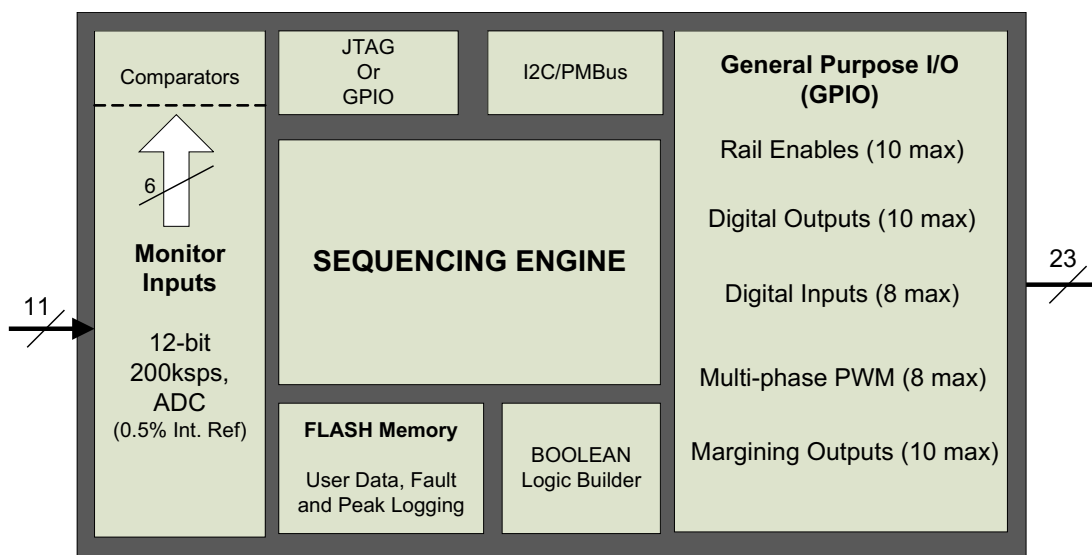 Comparators
6
Monitor
Inputs
12-bit
200ksps,
ADC
(0.5% Int. Ref)
11
JTAG
Or
GPIO
I2C/PMBus
SEQUENCING ENGINE
FLASH Memory
User Data, Fault
and Peak Logging
BOOLEAN
Logic Builder
General Purpose I/O
(GPIO)
Rail Enables (10 max)
Digital Outputs (10 max)
Digital Inputs (8 max)
Multi-phase PWM (8 max)
Margining Outputs (10 max)
23